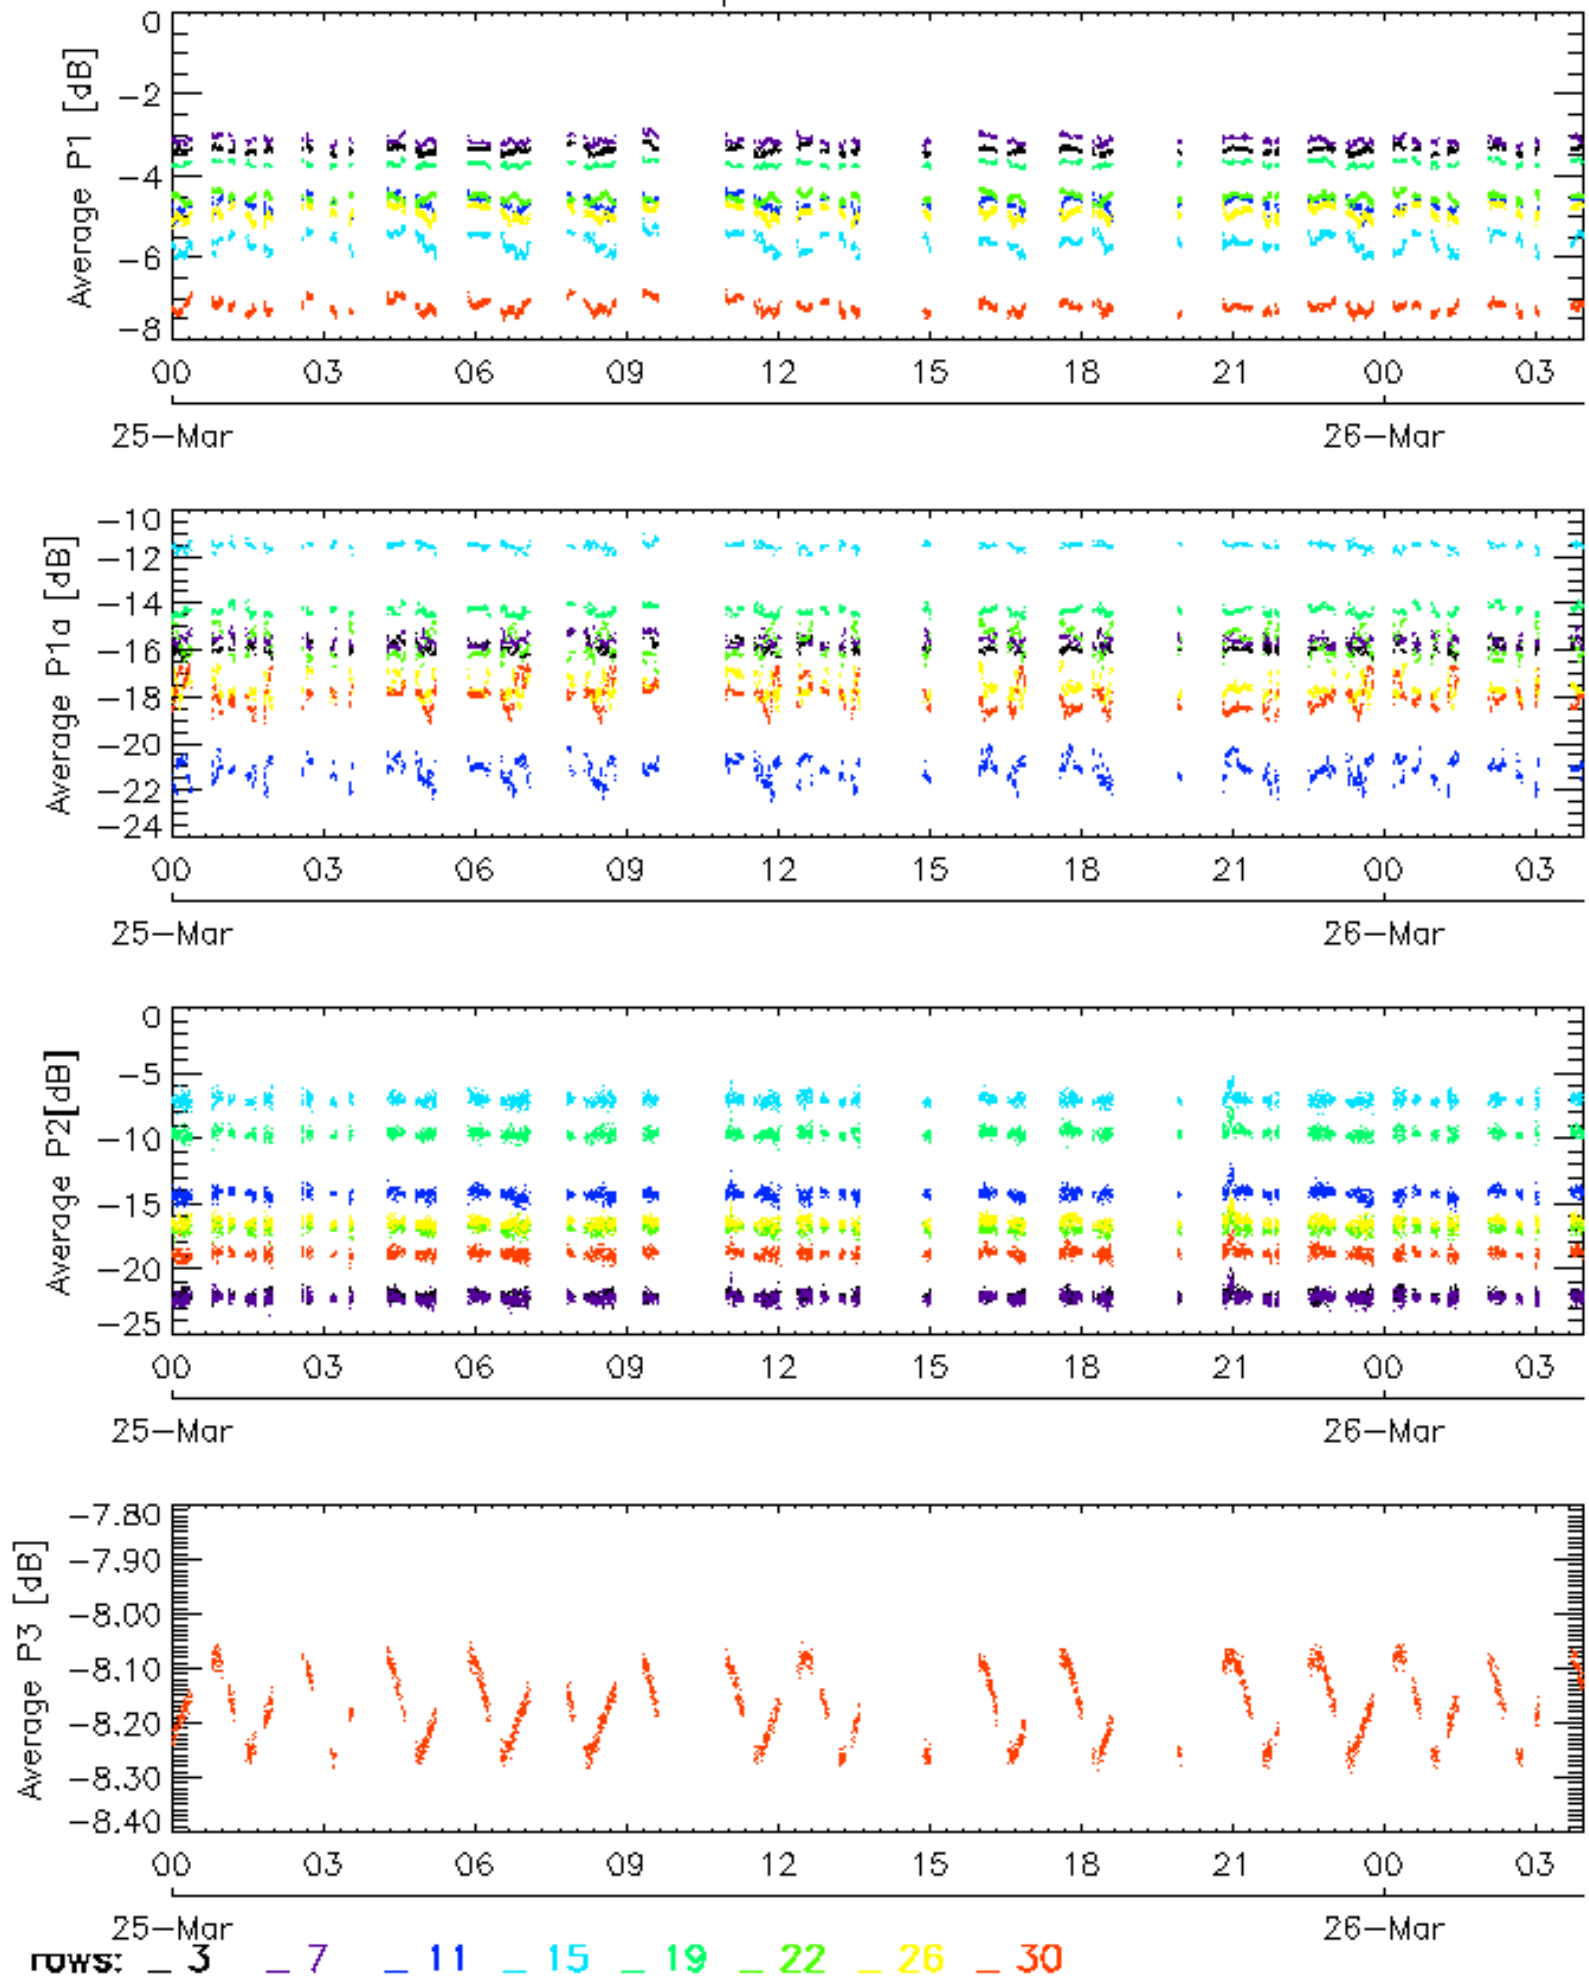 0
-2
-4
-6
-8
Average P1 [dB]
00 03 06 09 12 15 18 21 00 03
25-Mar 26-Mar
-10
-12
-14
-16
-18
-20
-22
-24
Average P1a [dB]
00 03 06 09 12 15 18 21 00 03
25-Mar 26-Mar
0
-5
-10
-15
-20
-25
Average P2[dB]
00 03 06 09 12 15 18 21 00 03
25-Mar 26-Mar
-7.80
-7.90
-8.00
-8.10
-8.20
-8.30
-8.40
Average P3 [dB]
00 03 06 09 12 15 18 21 00 03
25-Mar 26-Mar
rows: _ 3 _ 7 _ 11 _ 15 _ 19 _ 22 _ 26 _ 30